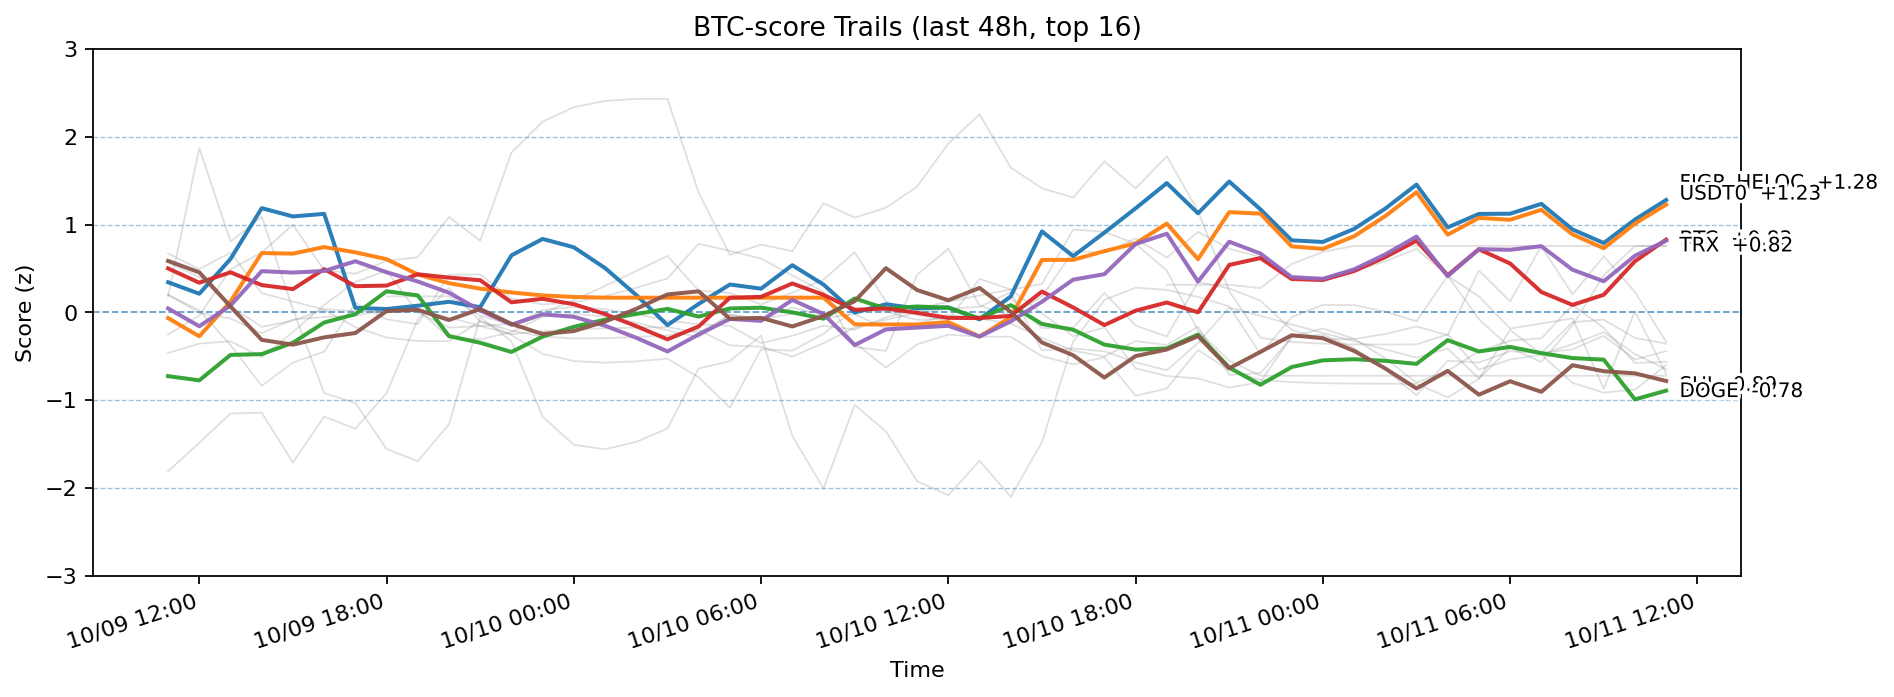 BTC-score Trails (last 48h, top 16)
Score (z)
3
2
1
0
−1
−2
−3
FIGR_HELOC +1.28
USDT0 +1.23
TRX +0.82
DOGE -0.78
10/09 12:00
10/09 18:00
10/10 00:00
10/10 06:00
10/10 12:00
10/10 18:00
10/11 00:00
10/11 06:00
10/11 12:00
Time